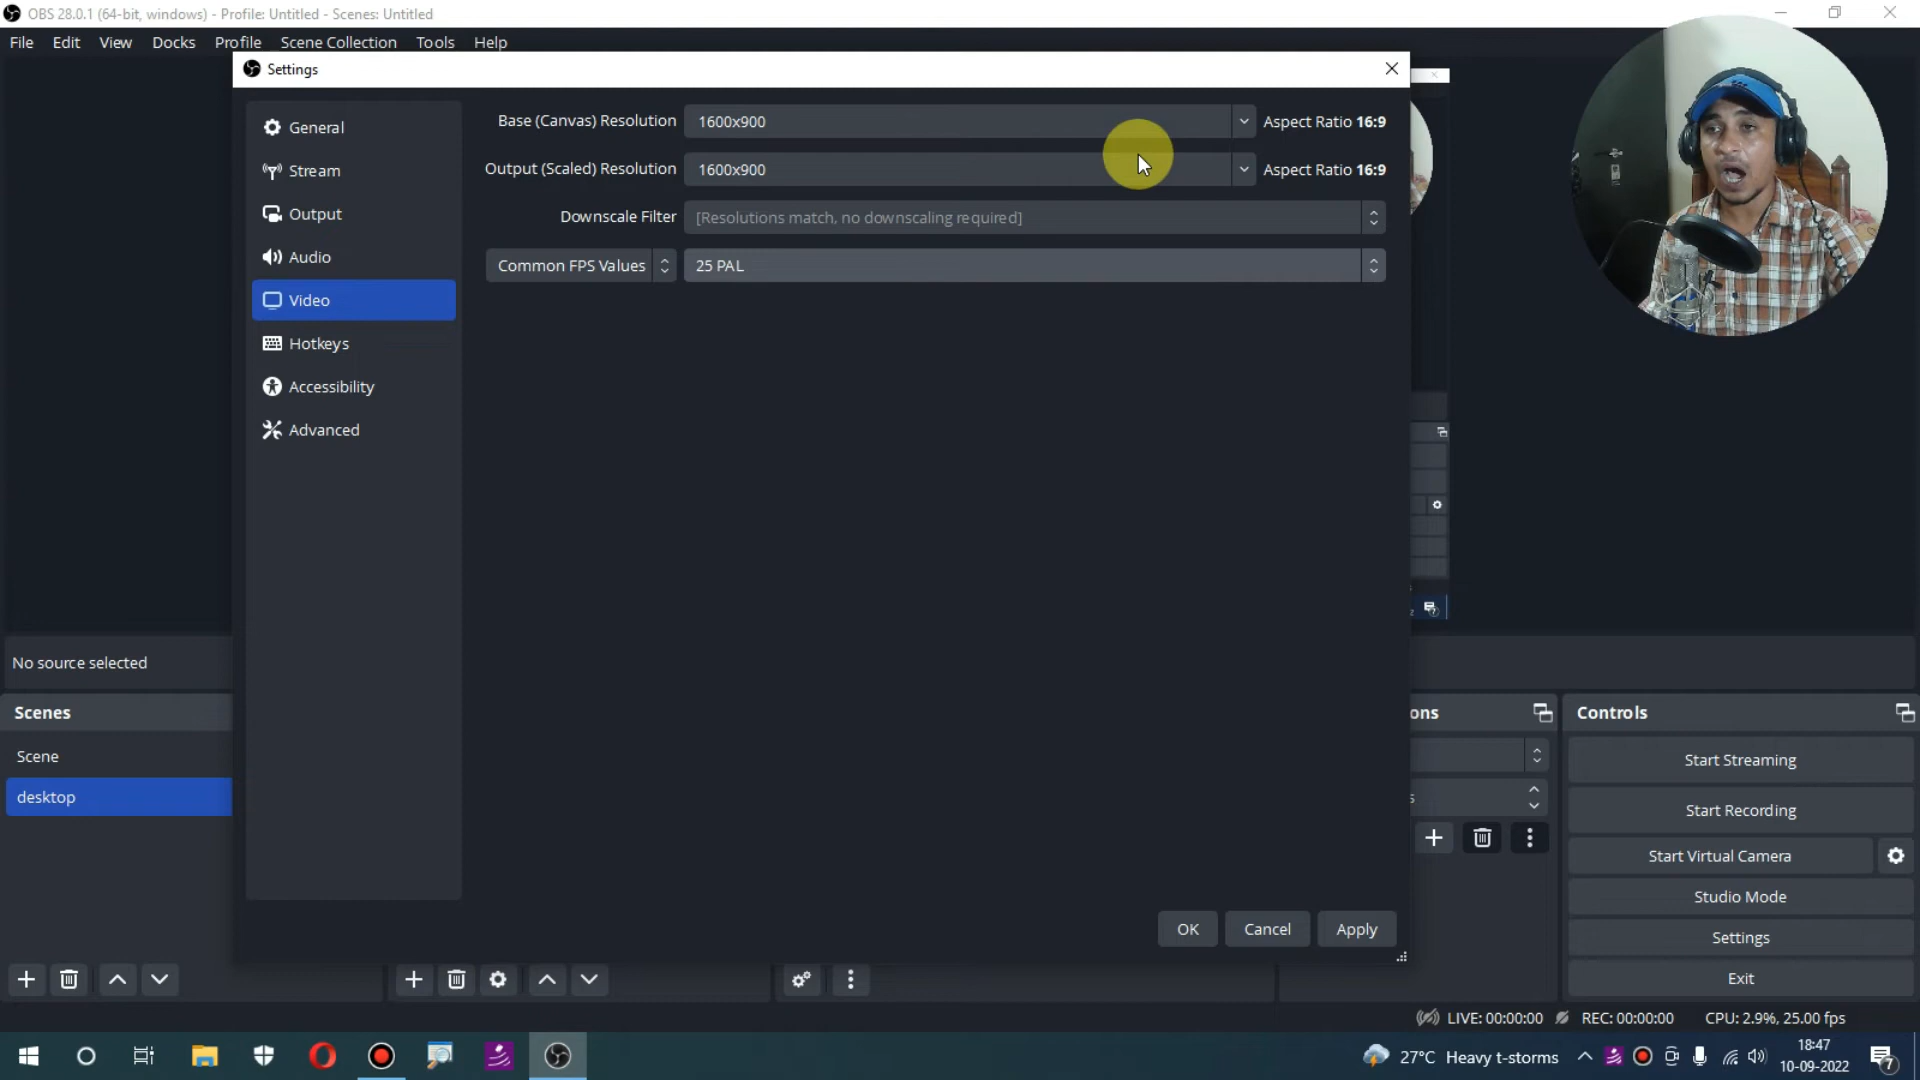 OBS 28.0.1 (64-bit, windows) - Profile: Untitled - Scenes: Untitled
File Edit View Docks Profile Scene Collection Tools Help
Settings
General
Stream
Output
Audio
Video
Hotkeys
Accessibility
Advanced
Base (Canvas) Resolution 1600x900 Aspect Ratio 16:9
Output (Scaled) Resolution 1600x900 Aspect Ratio 16:9
Downscale Filter [Resolutions match, no downscaling required]
Common FPS Values 25 PAL
OK Cancel Apply
No source selected
Scenes
Scene
desktop
ons
s
Controls
Start Streaming
Start Recording
Start Virtual Camera
Studio Mode
Settings
Exit
LIVE: 00:00:00 REC: 00:00:00 CPU: 2.9%, 25.00 fps
27°C Heavy t-storms
18:47
10-09-2022
7